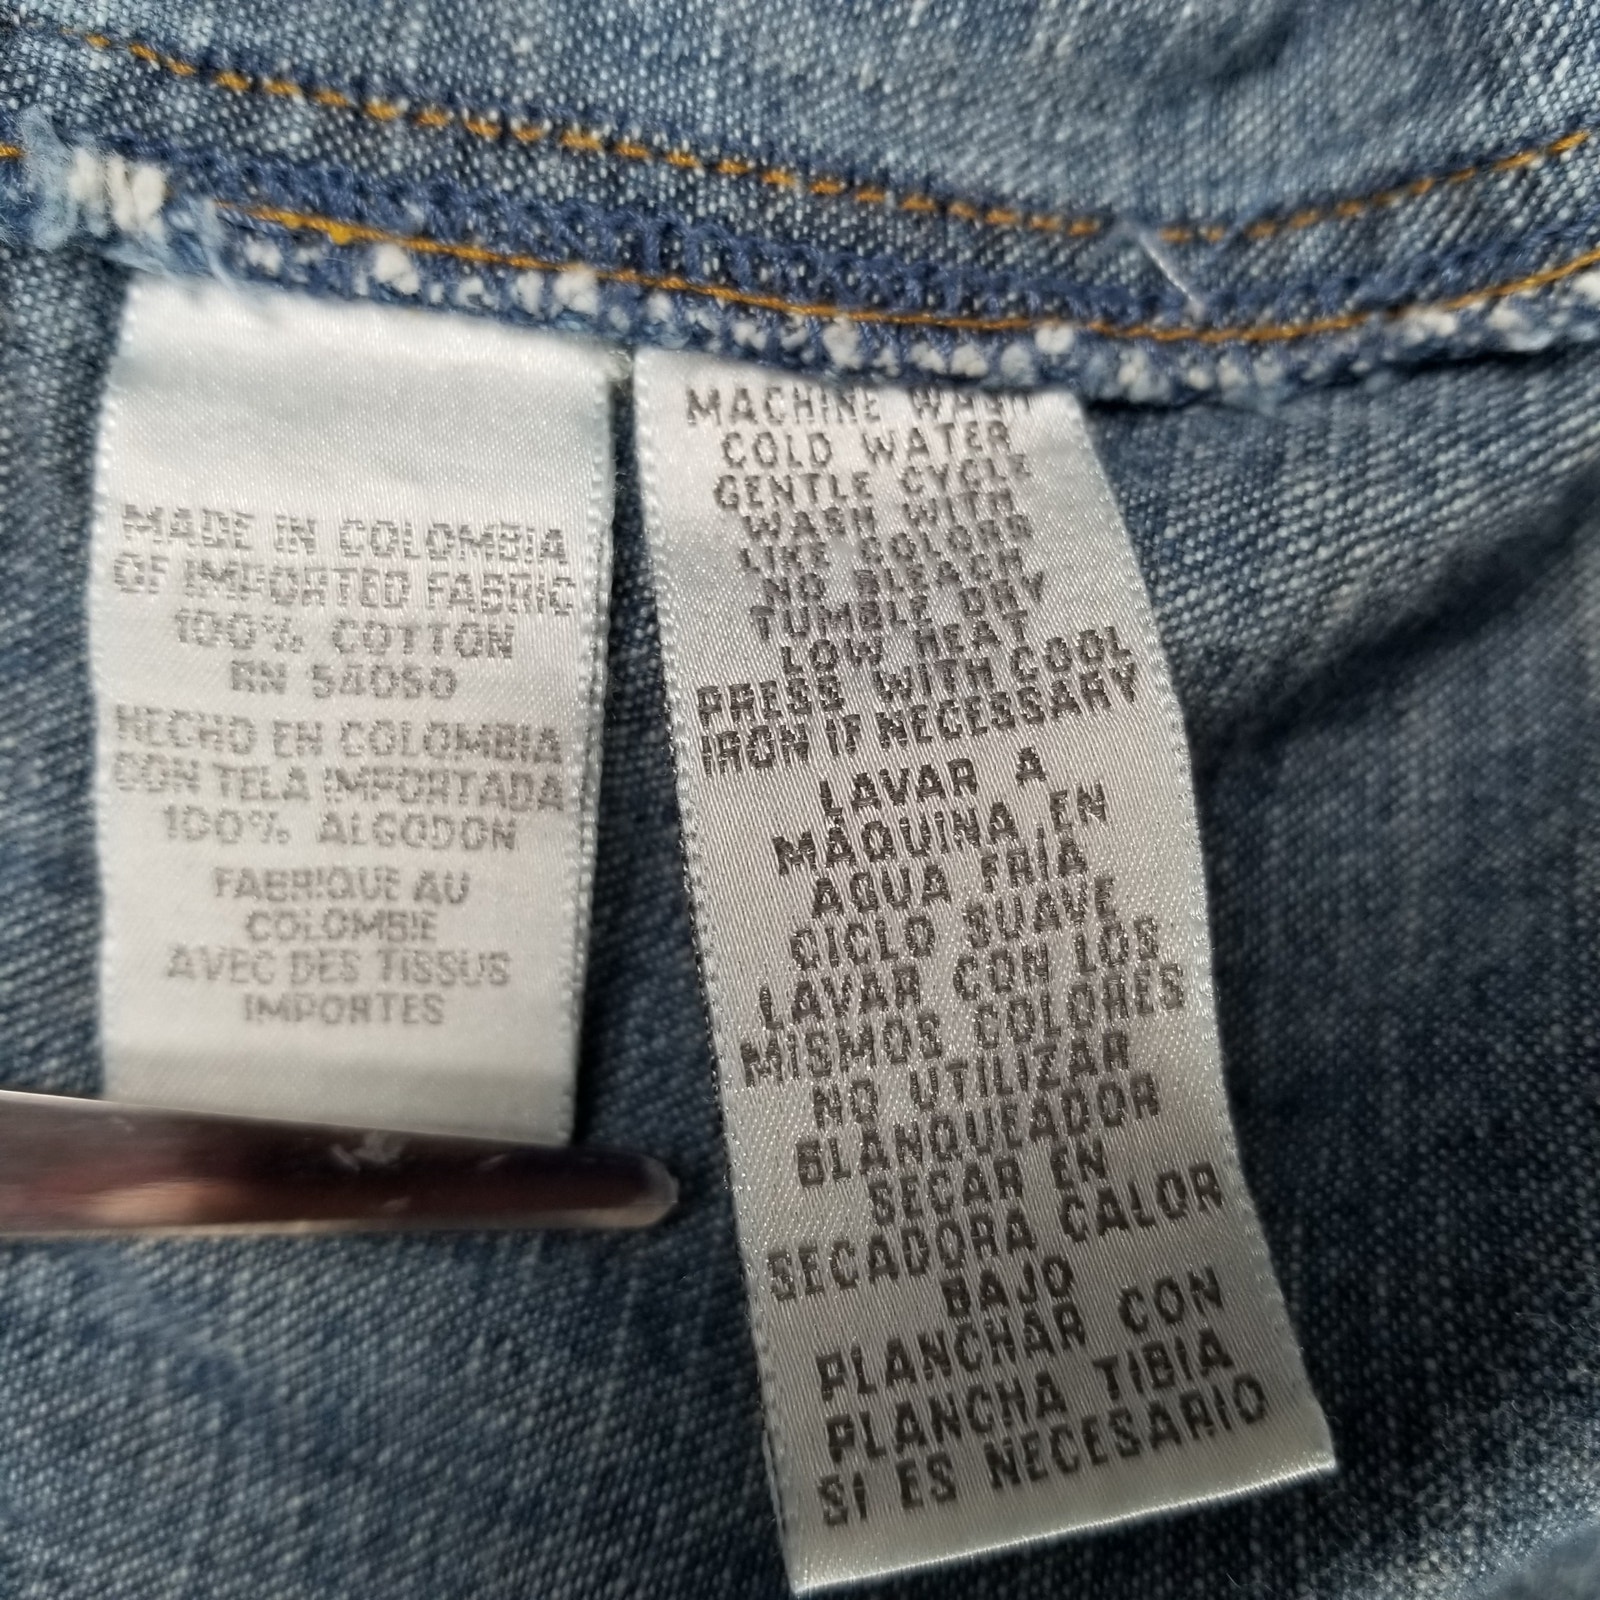 MADE IN COLOMBIA
OF IMPORTED FABRIC
100% COTTON
RN 54050
HECHO EN COLOMBIA
CON TELA IMPORTADA
100% ALGODON
FABRIQUE AU
COLOMBIE
AVEC DES TISSUS
IMPORTES
MACHINE WASH
COLD WATER
GENTLE CYCLE
WASH WITH
LIKE COLORS
NO BLEACH
TUMBLE DRY
LOW HEAT
PRESS WITH COOL
IRON IF NECESSARY
LAVAR A
MÁQUINA EN
AGUA FRÍA
CICLO SUAVE
LAVAR CON LOS
MISMOS COLORES
NO UTILIZAR
BLANQUEADOR
SECAR EN
SECADORA CALOR
BAJO
PLANCHAR CON
PLANCHA TIBIA
SI ES NECESARIO